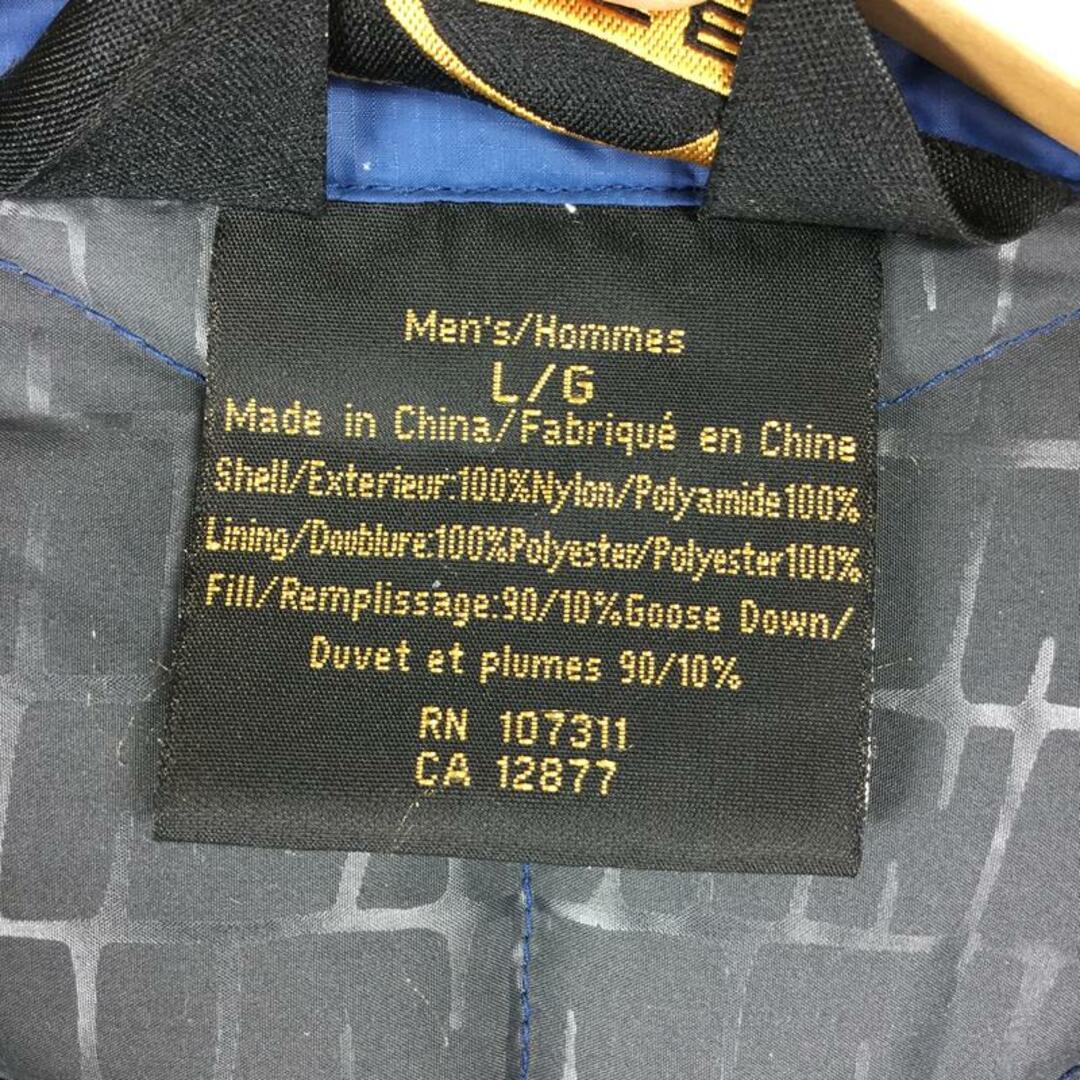 Men's/Hommes
L/G
Made in China/Fabriqué en Chine
Shell/Exterieur:100%Nylon/Polyamide100%
Lining/Doublure:100%Polyester/Polyester100%
Fill/Remplissage:90/10%Goose Down/
Duvet et plumes 90/10%
RN 107311
CA 12877